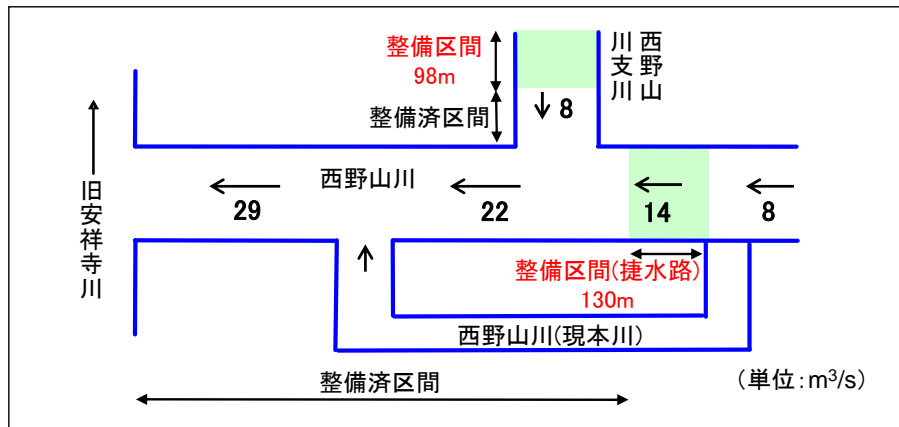 整備区間
98m
整備済区間
8
西野山
川支川
西野山川
29
22
14
8
旧安祥寺川
整備区間(捷水路)
130m
西野山川(現本川)
整備済区間
(単位:m³/s)